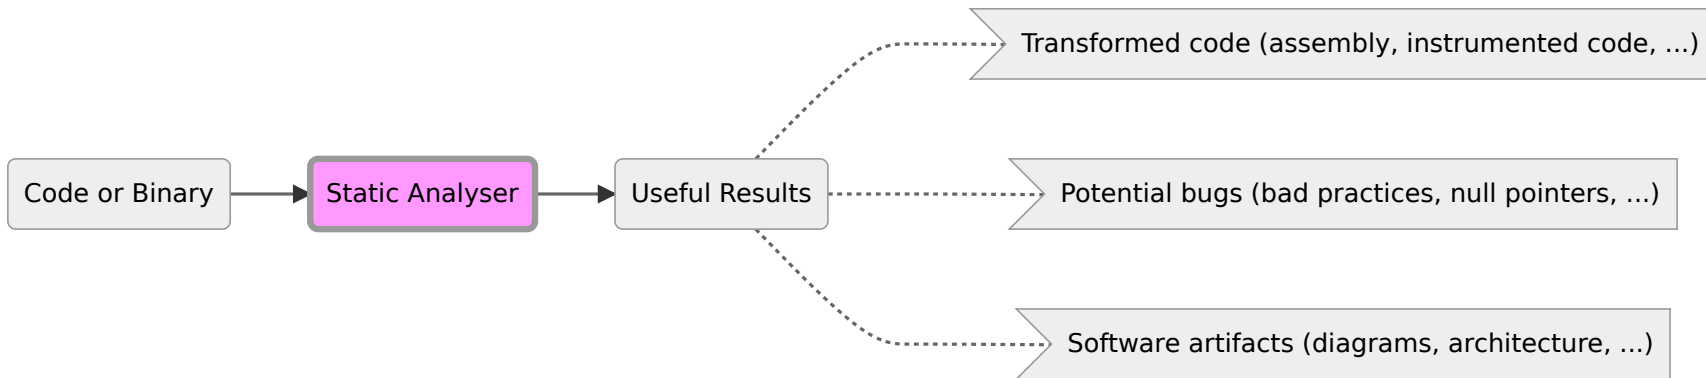 Transformed code (assembly, instrumented code, ...)
Code or Binary
Static Analyser
Useful Results
Potential bugs (bad practices, null pointers, ...)
Software artifacts (diagrams, architecture, ...)